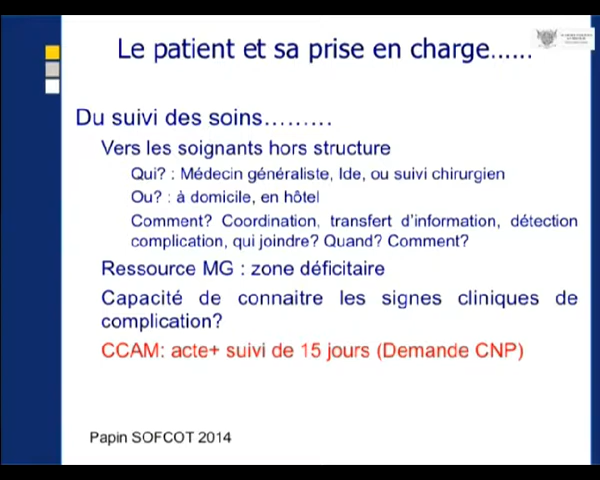 Le patient et sa prise en charge......
Du suivi des soins………
Vers les soignants hors structure
Qui? : Médecin généraliste, Ide, ou suivi chirurgien
Ou? : à domicile, en hôtel
Comment? Coordination, transfert d'information, détection
complication, qui joindre? Quand? Comment?
Ressource MG : zone déficitaire
Capacité de connaitre les signes cliniques de
complication?
CCAM: acte+ suivi de 15 jours (Demande CNP)
Papin SOFCOT 2014